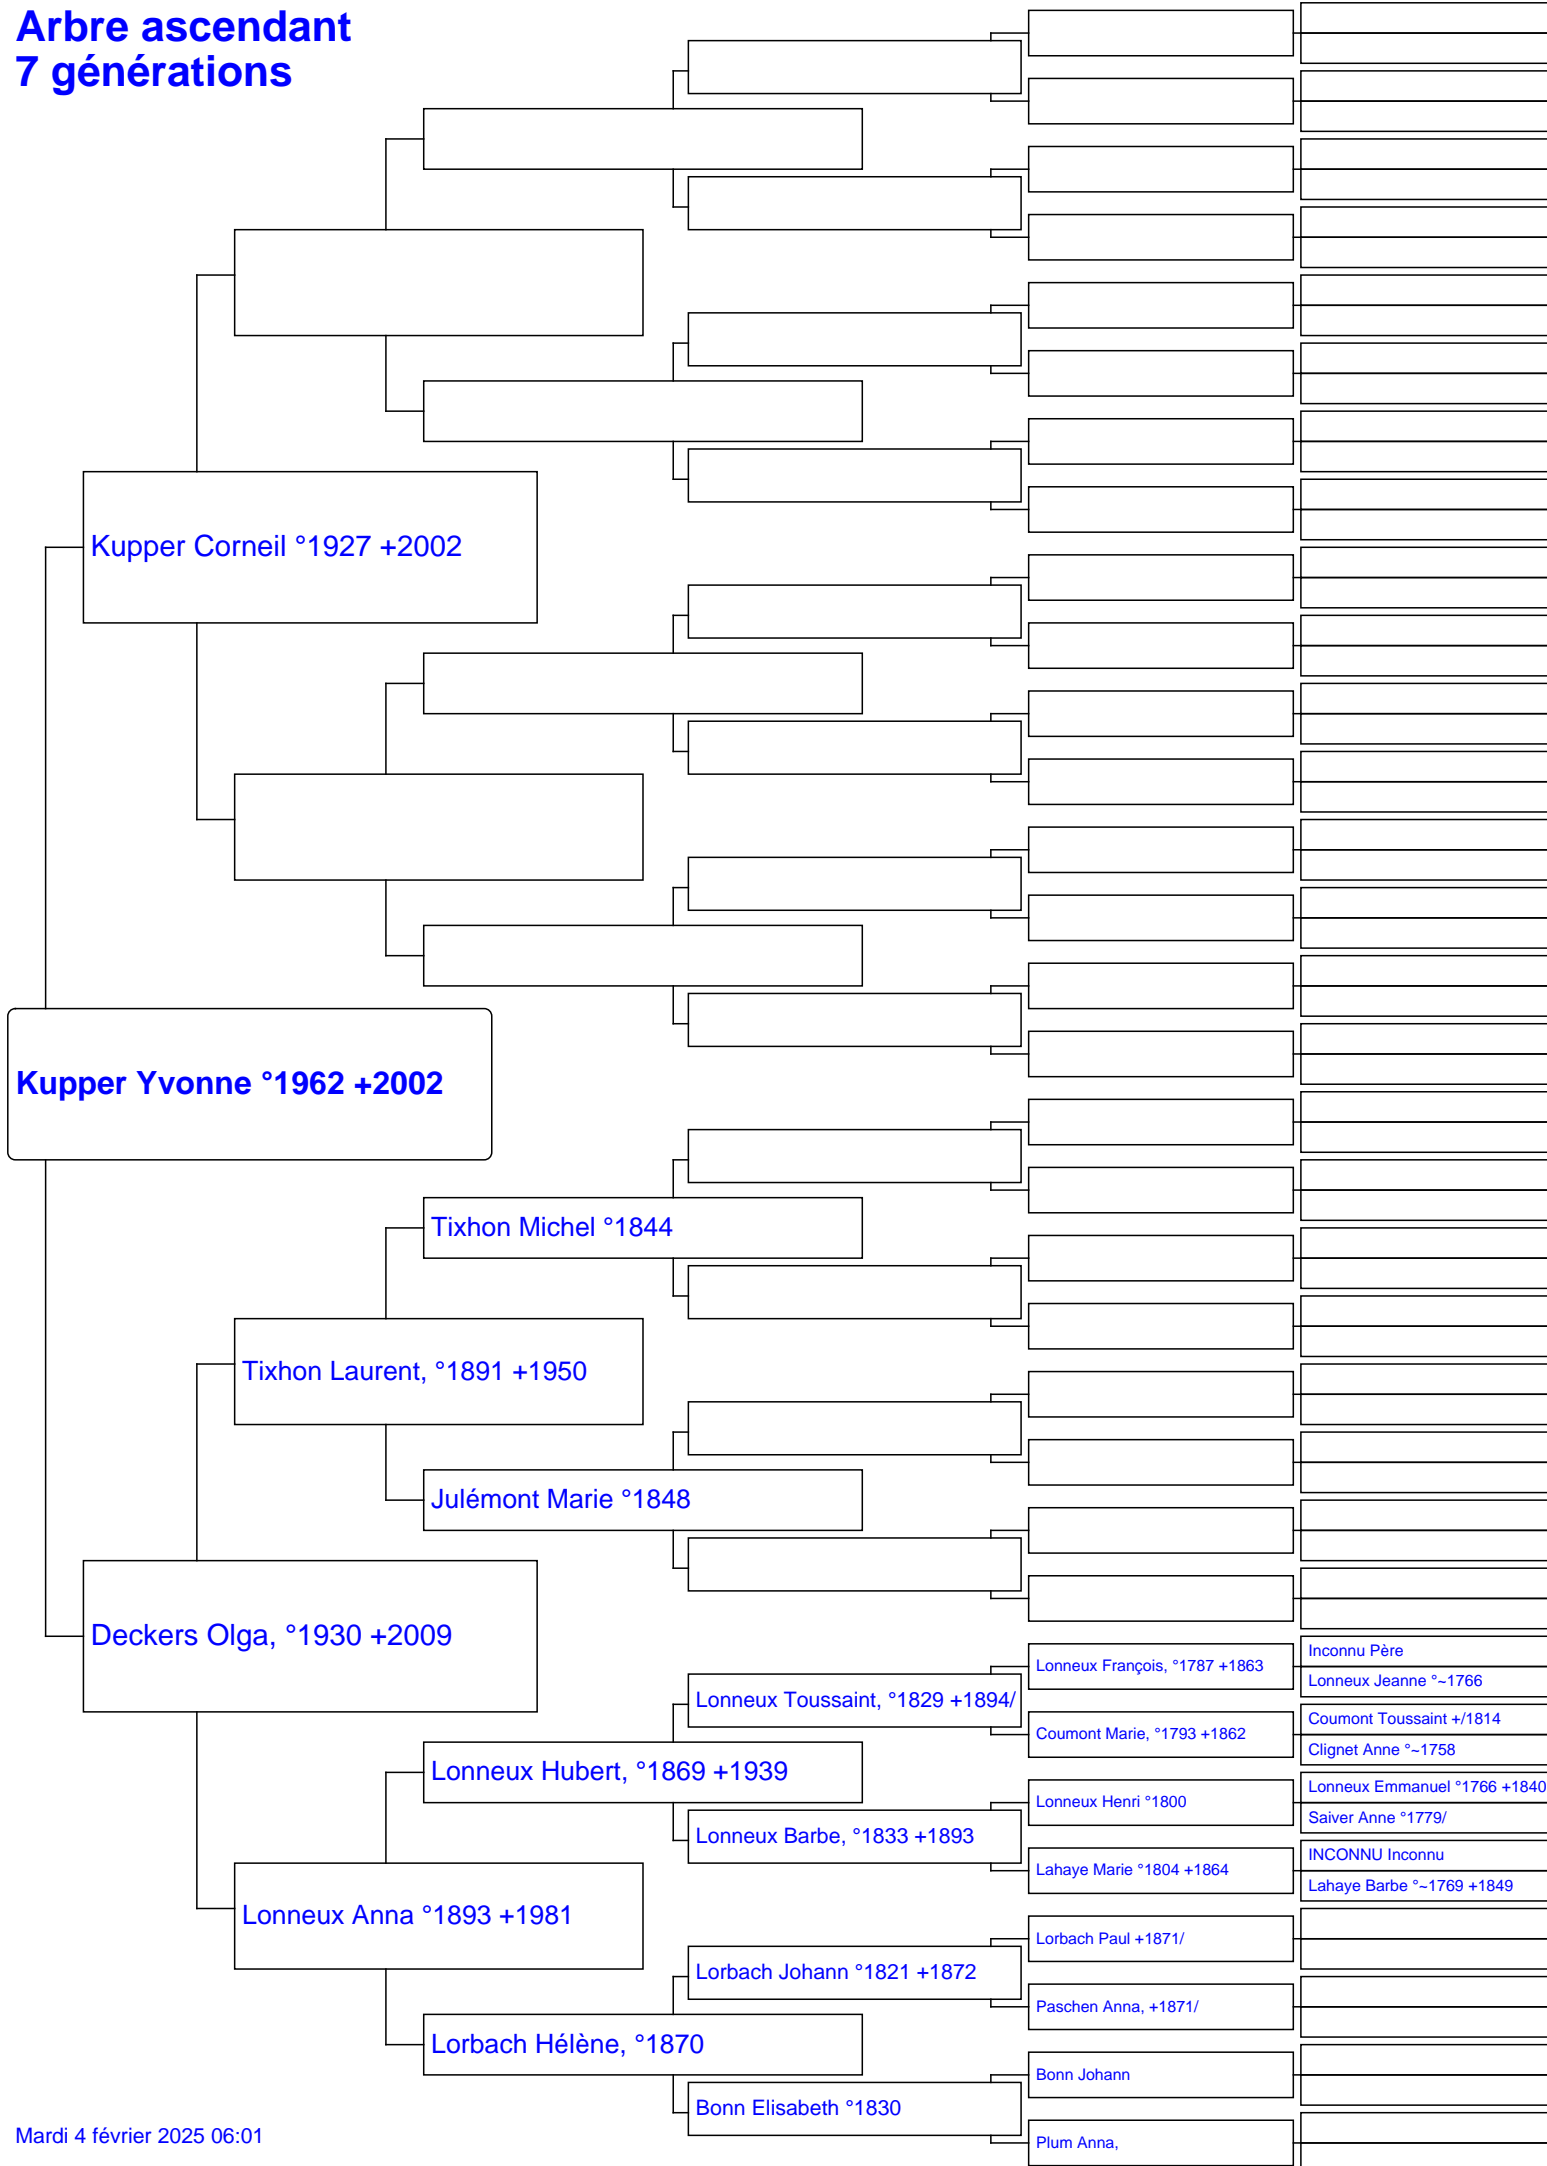 Arbre ascendant
7 générations
Kupper Corneil °1927 +2002
Kupper Yvonne °1962 +2002
Tixhon Michel °1844
Tixhon Laurent, °1891 +1950
Julémont Marie °1848
Deckers Olga, °1930 +2009
Inconnu Père
Lonneux François, °1787 +1863
Lonneux Jeanne °~1766
Lonneux Toussaint, °1829 +1894/
Coumont Toussaint +/1814
Coumont Marie, °1793 +1862
Clignet Anne °~1758
Lonneux Hubert, °1869 +1939
Lonneux Emmanuel °1766 +1840
Lonneux Henri °1800
Saiver Anne °1779/
Lonneux Barbe, °1833 +1893
INCONNU Inconnu
Lahaye Marie °1804 +1864
Lahaye Barbe °~1769 +1849
Lonneux Anna °1893 +1981
Lorbach Paul +1871/
Lorbach Johann °1821 +1872
Paschen Anna, +1871/
Lorbach Hélène, °1870
Bonn Johann
Bonn Elisabeth °1830
Plum Anna,
Mardi 4 février 2025 06:01